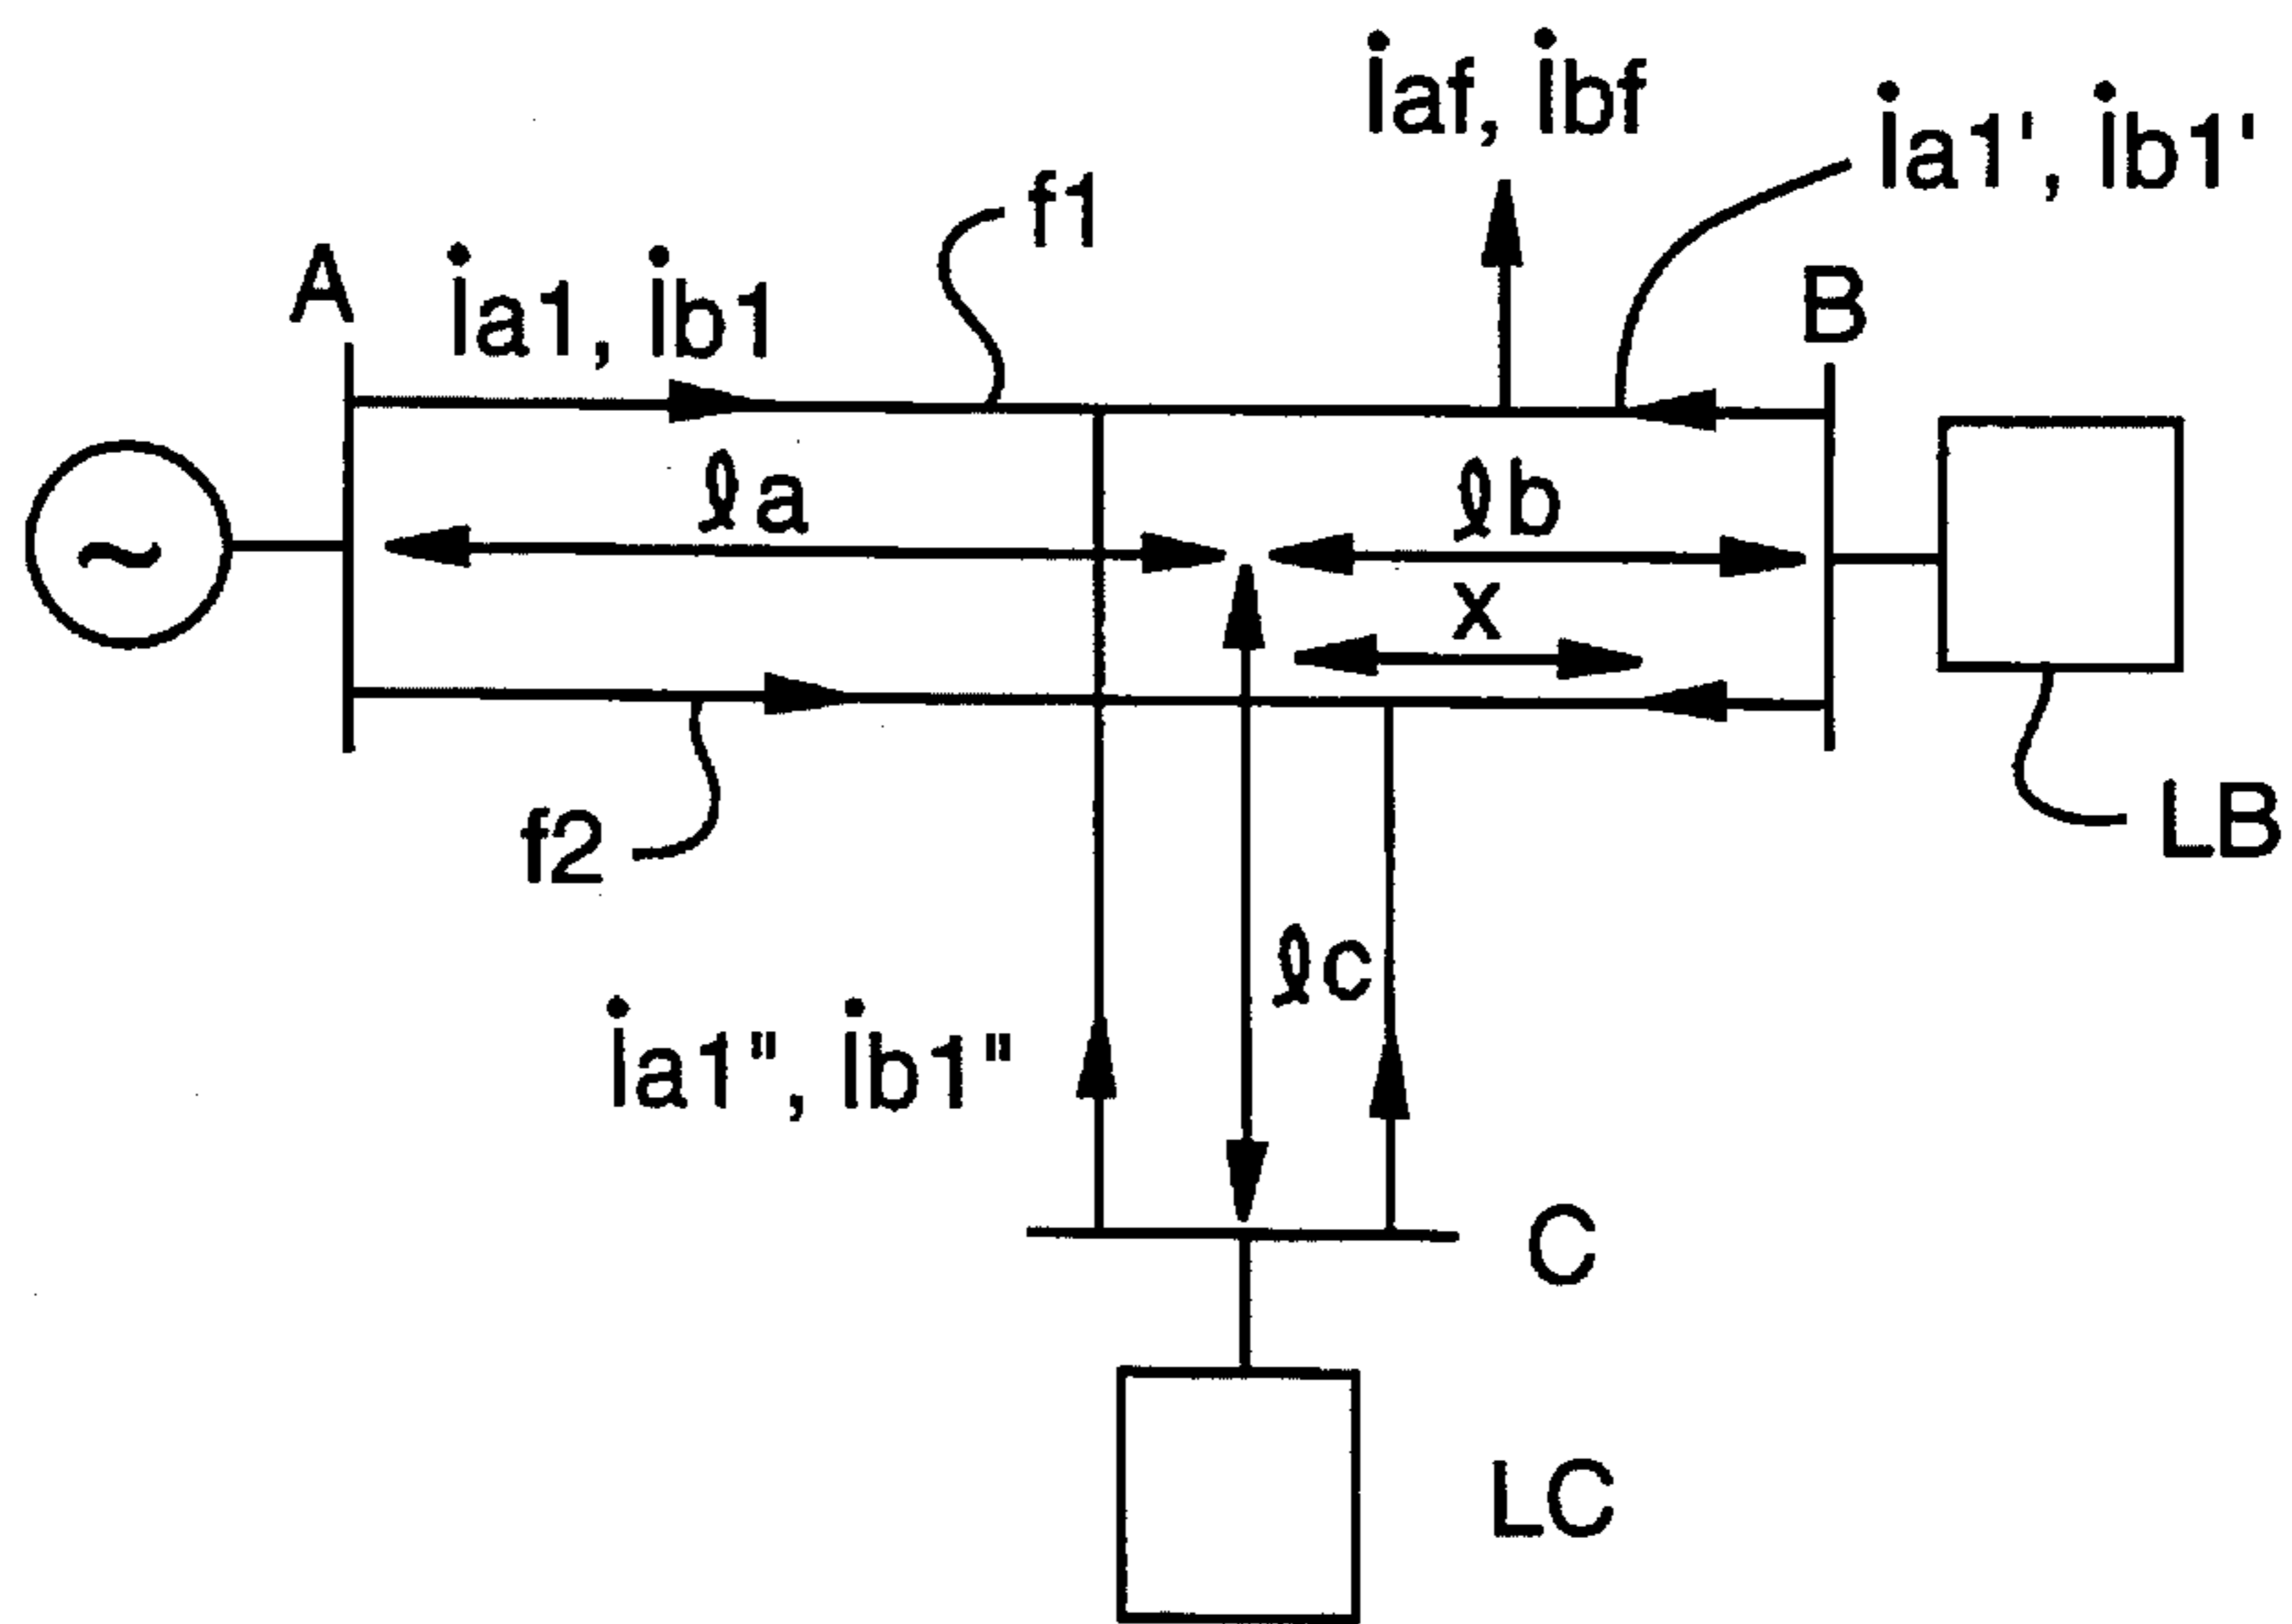 İaf, İbf
İa1', İb1'
f1
A
İa1, İb1
B
ℓa
ℓb
~
x
f2
LB
ℓc
İa1", İb1"
C
LC